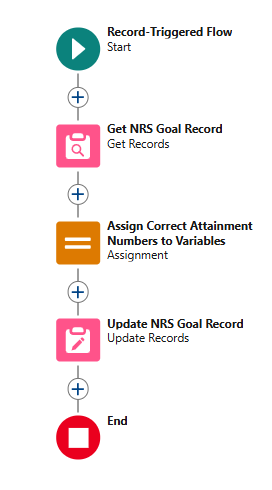 Record-Triggered Flow
Start
Get NRS Goal Record
Get Records
Assign Correct Attainment
Numbers to Variables
Assignment
Update NRS Goal Record
Update Records
End